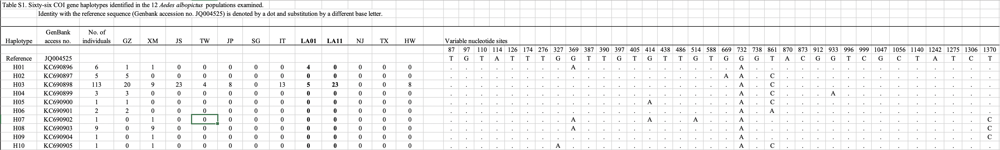 Table S1. Sixty-six COI gene haplotypes identified in the 12 Aedes albopictus populations examined.
Identity with the reference sequence (Genbank accession no. JQ004525) is denoted by a dot and substitution by a different base letter.
Haplotype GenBank access no. No. of individuals GZ XM JS TW JP SG IT LA01 LA11 NJ TX HW Variable nucleotide sites
87 97 110 114 126 174 276 327 369 387 390 397 405 414 438 486 514 588 669 732 738 861 870 873 912 933 996 999 1047 1056 1140 1242 1275 1306 1370
Reference JQ004525 T G T A T T T G G T T G T G T T G T G G G T A C G G T C G C T A T C T
H01 KC690896 6 1 1 0 0 0 0 0 4 0 0 0 0 . . . . . . . . A . . . . . . . . . . A . . . . . . . . . . . . . . .
H02 KC690897 5 5 0 0 0 0 0 0 0 0 0 0 0 . . . . . . . . . . . . . . . . . . A A . C . . . . . . . . . . . . .
H03 KC690898 113 20 9 23 4 8 0 13 5 23 0 0 8 . . . . . . . . . . . . . . . . . . . A . C . . . . . . . . . . . . .
H04 KC690899 3 3 0 0 0 0 0 0 0 0 0 0 0 . . . . . . . . . . . . . . . . . . . A . C . . . A . . . . . . . . .
H05 KC690900 1 1 0 0 0 0 0 0 0 0 0 0 0 . . . . . . . . . . . . . A . . . . . A . C . . . . . . . . . . . . .
H06 KC690901 2 2 0 0 0 0 0 0 0 0 0 0 0 . . . . . . . . . . . . . . . . . . . A . A . . . . . . . . . . . . .
H07 KC690902 1 0 1 0 0 0 0 0 0 0 0 0 0 . . . . . . . . A . . . . A . . A . . A . . . . . . . . . . . . . . C
H08 KC690903 9 0 9 0 0 0 0 0 0 0 0 0 0 . . . . . . . . A . . . . . . . . . . A . . . . . . . . . . . . . . C
H09 KC690904 1 0 1 0 0 0 0 0 0 0 0 0 0 . . . . . . . . . . . . . . . . . . . A . . . . . . . . . . . . . . C
H10 KC690905 1 0 1 0 0 0 0 0 0 0 0 0 0 . . . . . . . A . . . . . . . . . . . A . C . . . . . . . . . . . . .